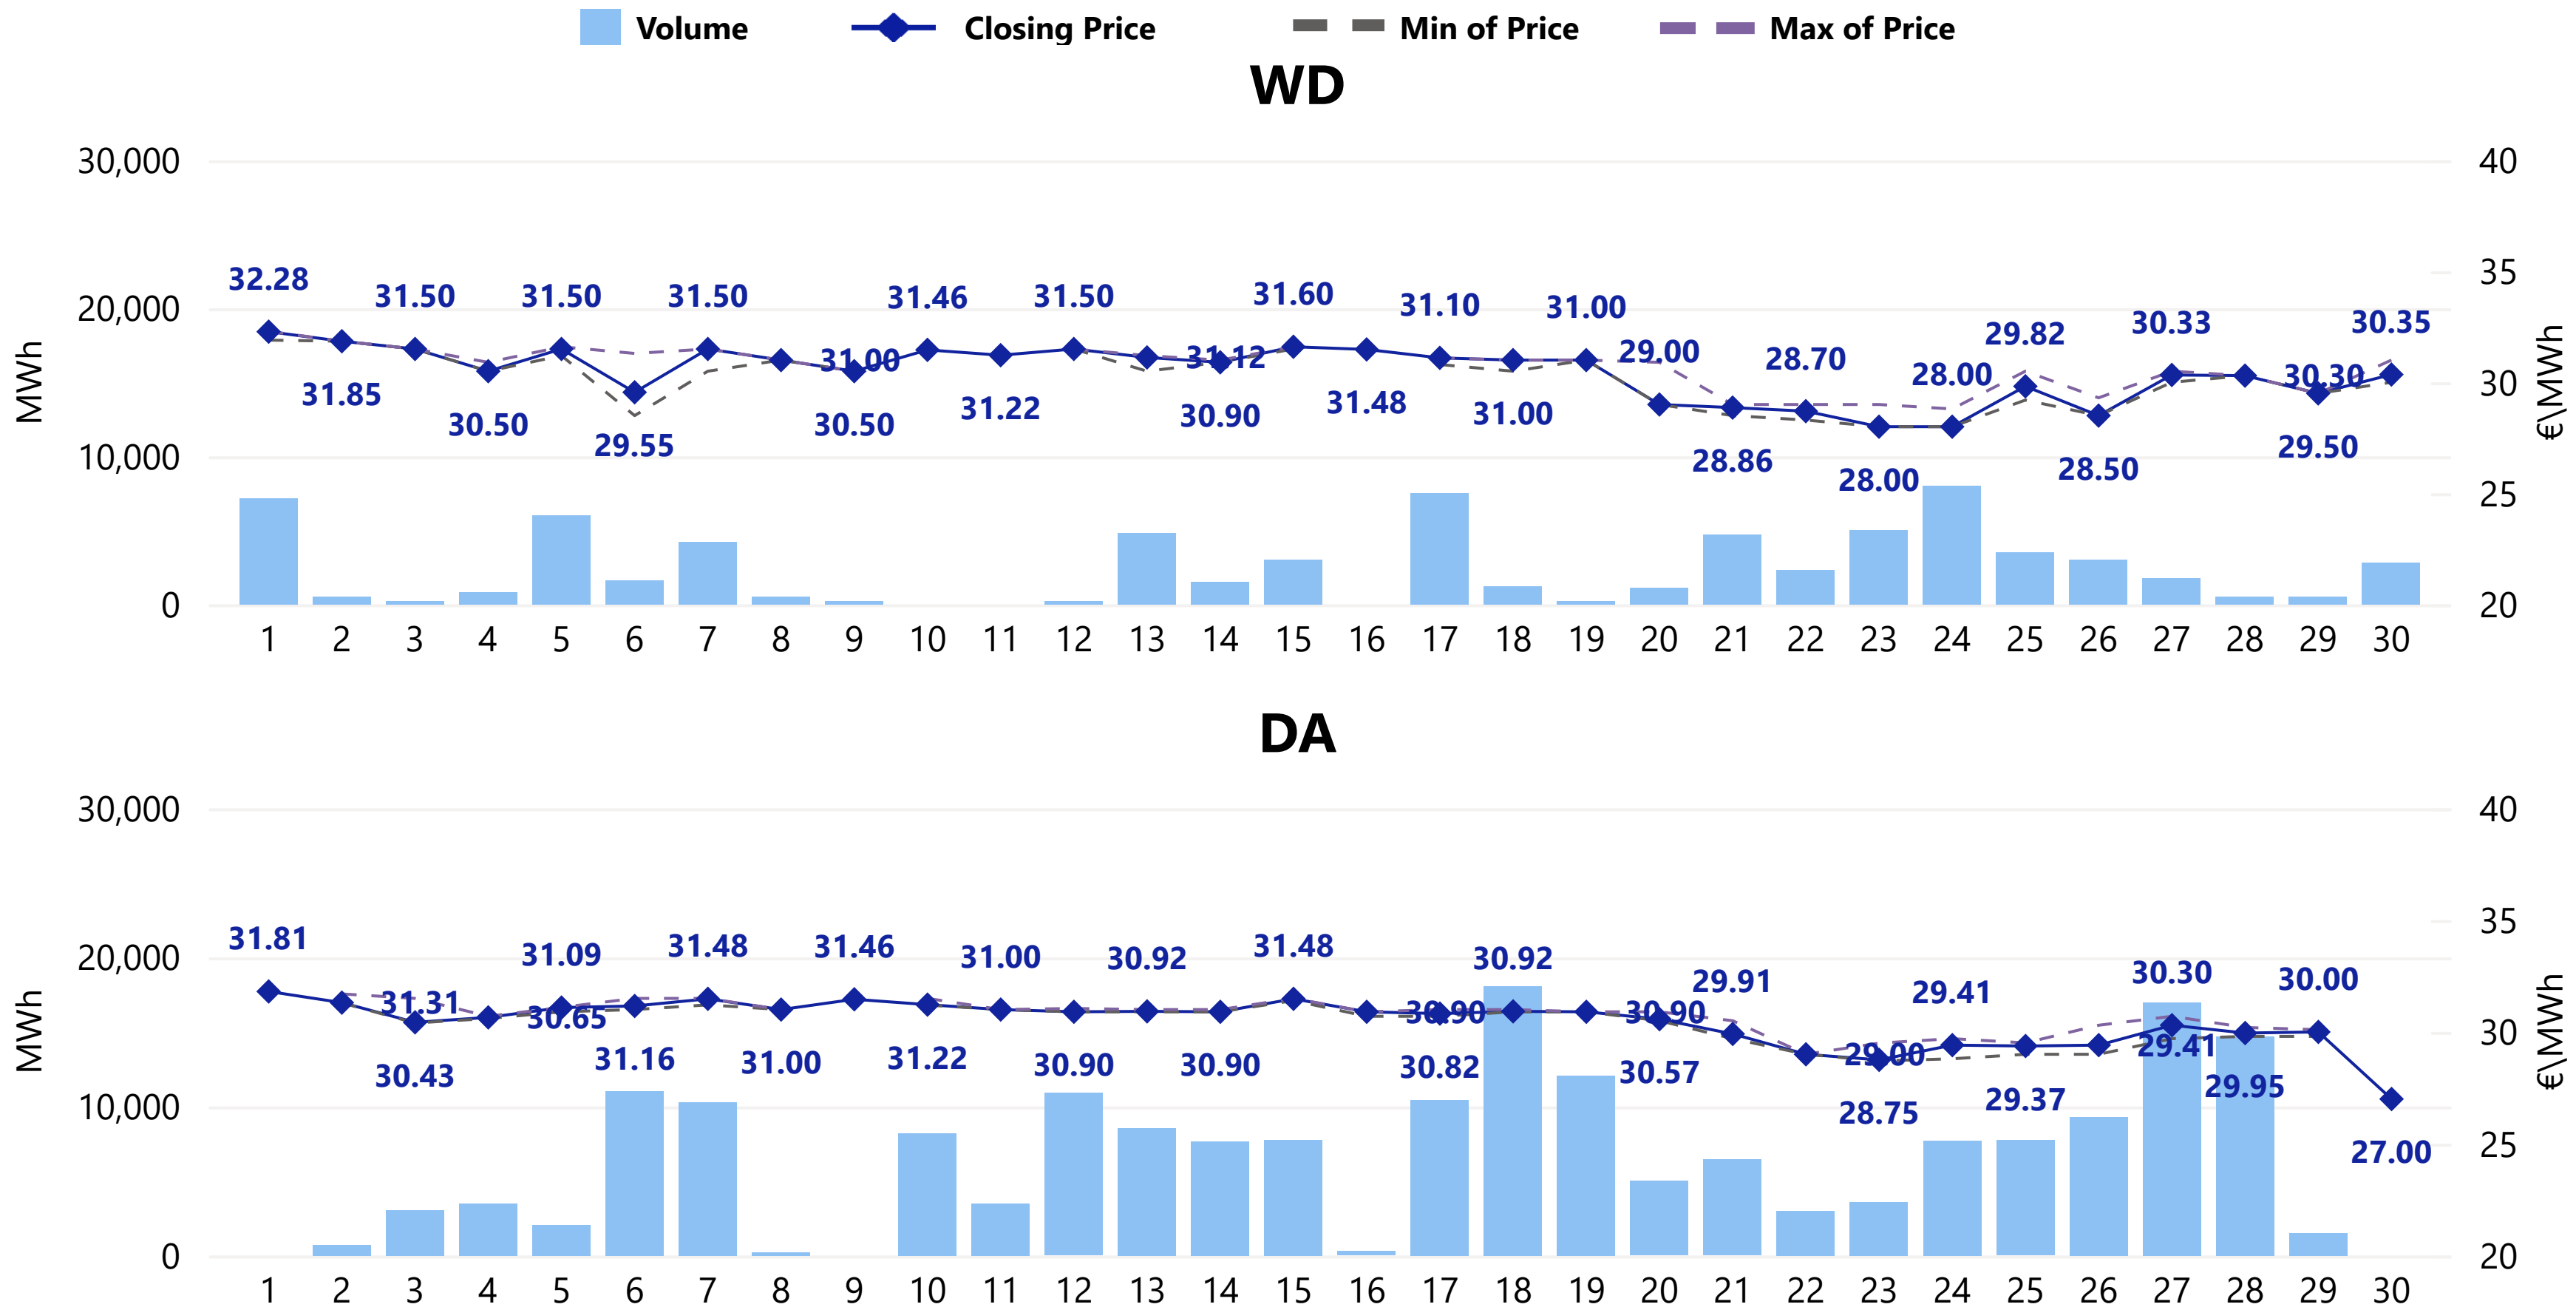 Volume Closing Price Min of Price Max of Price
WD
30,000 40
35
20,000
MWh
30
€\MWh
10,000
25
0 20
32.28 31.85 31.50 30.50 31.50 29.55 31.50 31.00 30.50 31.46 31.22 31.50 31.12 30.90 31.60 31.48 31.10 31.00 31.00 29.00 28.86 28.70 28.00 28.00 29.82 28.50 30.33 30.30 29.50 30.35
1 2 3 4 5 6 7 8 9 10 11 12 13 14 15 16 17 18 19 20 21 22 23 24 25 26 27 28 29 30
DA
30,000 40
35
20,000
MWh
30
€\MWh
10,000
25
0 20
31.81 31.31 30.43 30.65 31.09 31.16 31.48 31.00 31.46 31.22 31.00 30.90 30.92 30.90 31.48 30.90 30.82 30.92 30.90 30.57 29.91 29.00 28.75 29.41 29.37 29.41 30.30 29.95 30.00 27.00
1 2 3 4 5 6 7 8 9 10 11 12 13 14 15 16 17 18 19 20 21 22 23 24 25 26 27 28 29 30